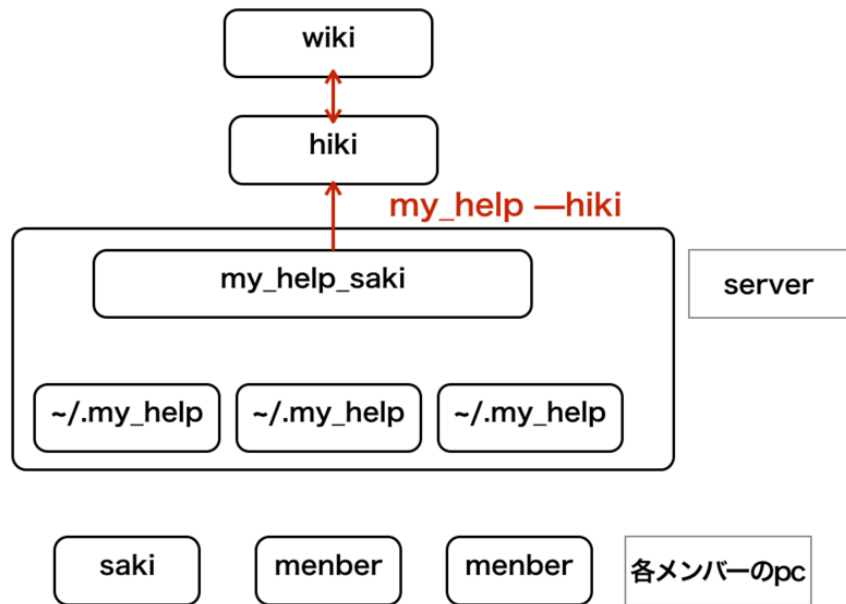 wiki
hiki
my_help —hiki
my_help_saki
server
~/.my_help
~/.my_help
~/.my_help
saki
menber
menber
各メンバーのpc